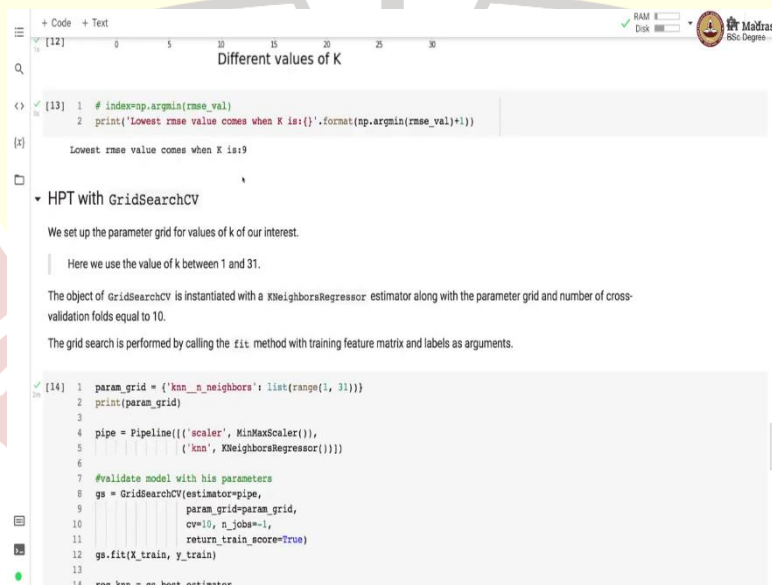 + Code + Text
RAM
Disk
IIT Madras
BSc Degree
[12]
1s
0 5 10 15 20 25 30
Different values of K
[13] 1 # index=np.argmin(rmse_val)
0s 2 print('Lowest rmse value comes when K is:{}'.format(np.argmin(rmse_val)+1))
Lowest rmse value comes when K is:9
HPT with GridSearchCV
We set up the parameter grid for values of k of our interest.
Here we use the value of k between 1 and 31.
The object of GridSearchCV is instantiated with a KNeighborsRegressor estimator along with the parameter grid and number of cross-
validation folds equal to 10.
The grid search is performed by calling the fit method with training feature matrix and labels as arguments.
[14] 1 param_grid = {'knn__n_neighbors': list(range(1, 31))}
2m 2 print(param_grid)
3
4 pipe = Pipeline([('scaler', MinMaxScaler()),
5 ('knn', KNeighborsRegressor())])
6
7 #validate model with his parameters
8 gs = GridSearchCV(estimator=pipe,
9 param_grid=param_grid,
10 cv=10, n_jobs=-1,
11 return_train_score=True)
12 gs.fit(X_train, y_train)
13
14 reg_knn = gs.best_estimator_